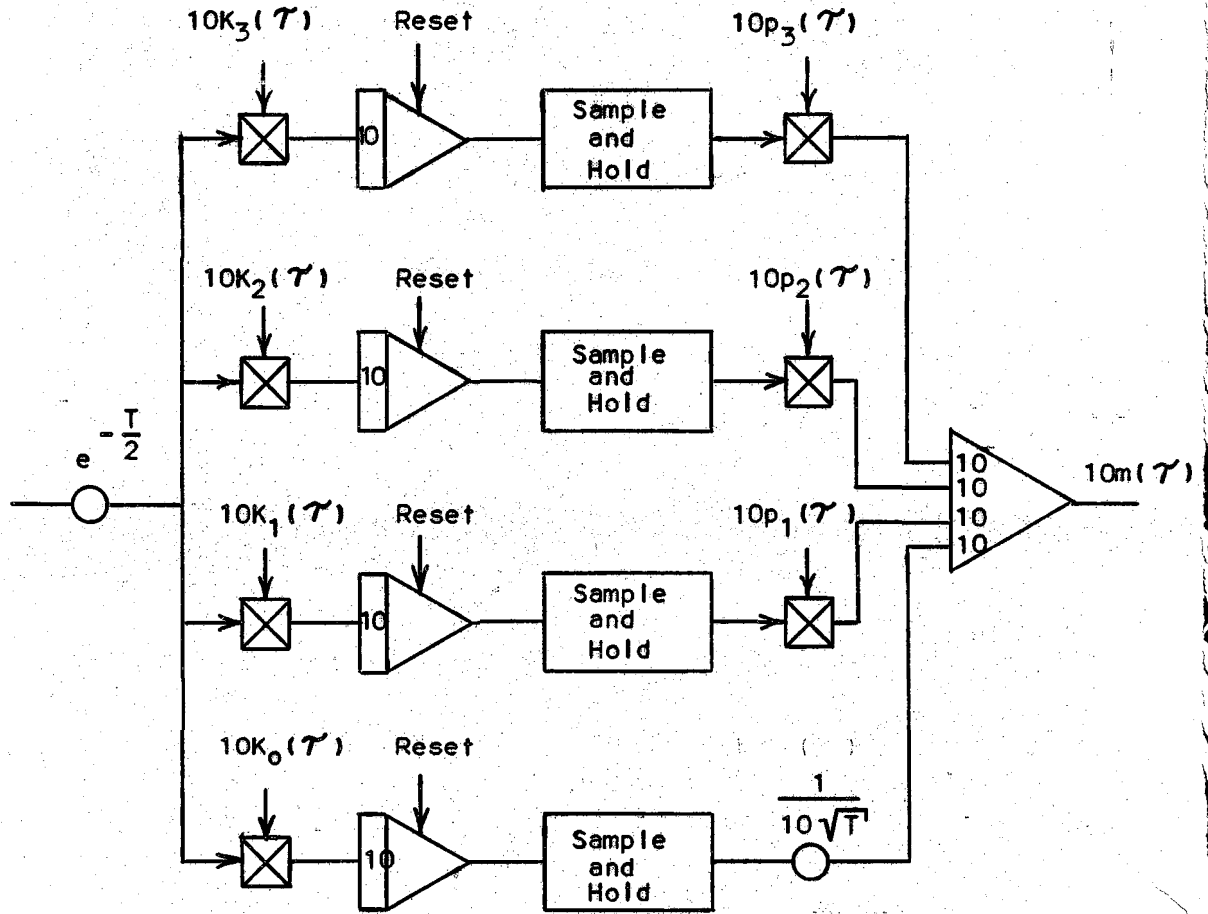 10K₃(τ) Reset 10p₃(τ)
10 Sample and Hold
10K₂(τ) Reset 10p₂(τ)
10 Sample and Hold
e^(-T/2)
10 10 10 10
10m(τ)
10K₁(τ) Reset 10p₁(τ)
10 Sample and Hold
10K₀(τ) Reset
1/(10√T)
10 Sample and Hold